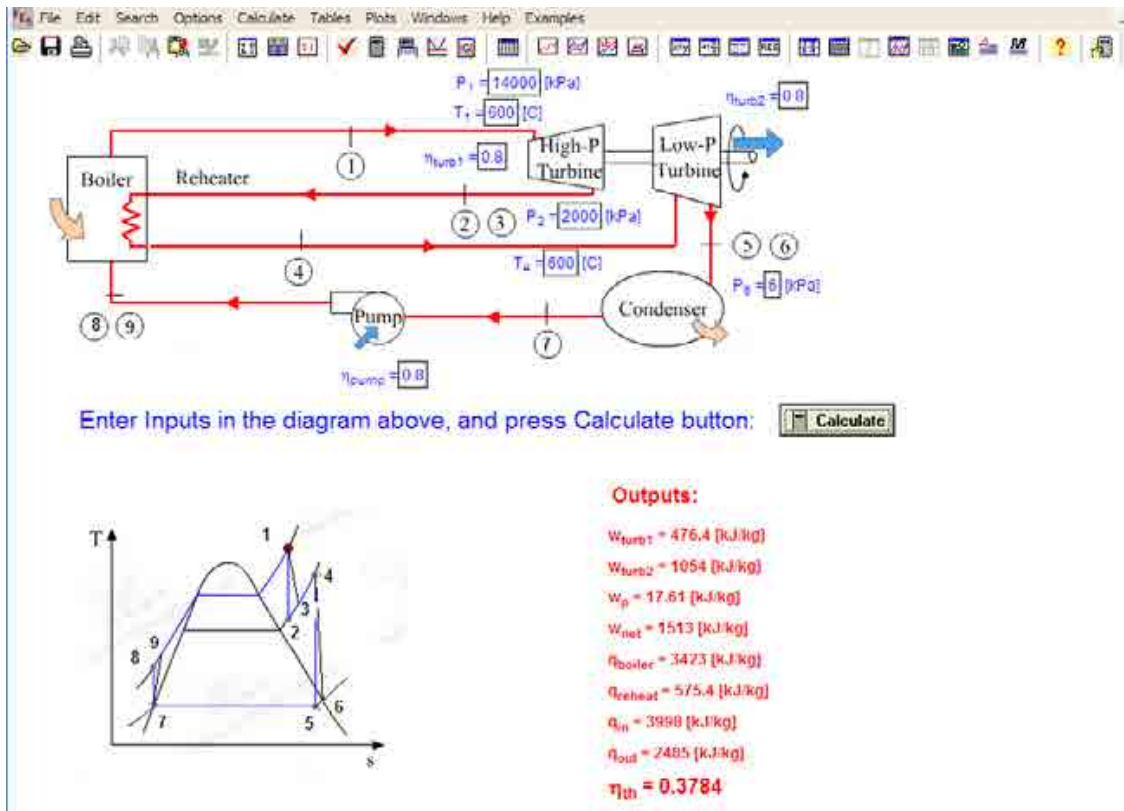 File Edit Search Options Calculate Tables Plots Windows Help Examples
P1 = 14000 [kPa]
T1 = 600 [C]
ηturb2 = 0.8
ηturb1 = 0.8
High-P Turbine
Low-P Turbine
Boiler
Reheater
1
2 3
P2 = 2000 [kPa]
4
T4 = 600 [C]
5 6
P6 = 6 [kPa]
Condenser
Pump
7
8 9
ηpump = 0.8
Enter Inputs in the diagram above, and press Calculate button:
Calculate
Outputs:
wturb1 = 476.4 [kJ/kg]
wturb2 = 1054 [kJ/kg]
wp = 17.61 [kJ/kg]
wnet = 1513 [kJ/kg]
qboiler = 3423 [kJ/kg]
qreheat = 575.4 [kJ/kg]
qin = 3998 [kJ/kg]
qout = 2485 [kJ/kg]
ηth = 0.3784
T
1
4
3
2
9
8
7
5
6
s